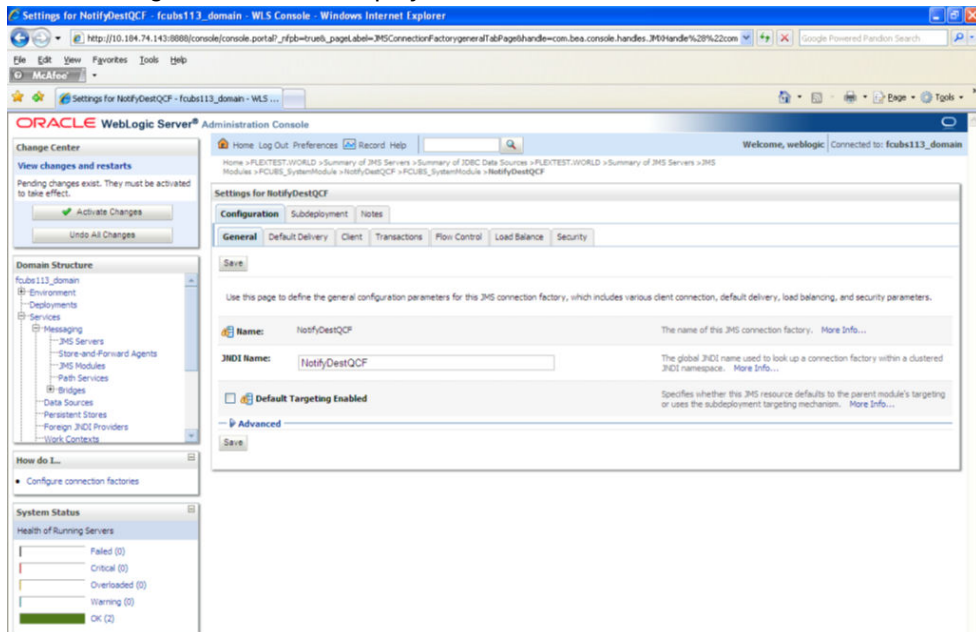 Settings for NotifyDestQCF - fcubs113_domain - WLS Console - Windows Internet Explorer
http://10.184.74.143:8888/console/console.portal?_nfpb=true&_pageLabel=JMSConnectionFactorygeneralTabPage&handle=com.bea.console.handles.JMXHandle%28%22com
Google Powered Pandion Search
File Edit View Favorites Tools Help
McAfee
Settings for NotifyDestQCF - fcubs113_domain - WLS ...
Page Tools
ORACLE WebLogic Server® Administration Console
Change Center
View changes and restarts
Pending changes exist. They must be activated
to take effect.
Activate Changes
Undo All Changes
Domain Structure
fcubs113_domain
Environment
Deployments
Services
Messaging
JMS Servers
Store-and-Forward Agents
JMS Modules
Path Services
Bridges
Data Sources
Persistent Stores
Foreign JNDI Providers
Work Contexts
How do I...
Configure connection factories
System Status
Health of Running Servers
Failed (0)
Critical (0)
Overloaded (0)
Warning (0)
OK (2)
Home Log Out Preferences Record Help
Welcome, weblogic Connected to: fcubs113_domain
Home >FLEXTEST.WORLD >Summary of JMS Servers >Summary of JDBC Data Sources >FLEXTEST.WORLD >Summary of JMS Servers >JMS
Modules >FCUBS_SystemModule >NotifyDestQCF >FCUBS_SystemModule >NotifyDestQCF
Settings for NotifyDestQCF
Configuration Subdeployment Notes
General Default Delivery Client Transactions Flow Control Load Balance Security
Save
Use this page to define the general configuration parameters for this JMS connection factory, which includes various client connection, default delivery, load balancing, and security parameters.
Name: NotifyDestQCF The name of this JMS connection factory. More Info...
JNDI Name: NotifyDestQCF The global JNDI name used to look up a connection factory within a clustered
JNDI namespace. More Info...
Default Targeting Enabled Specifies whether this JMS resource defaults to the parent module's targeting
or uses the subdeployment targeting mechanism. More Info...
Advanced
Save